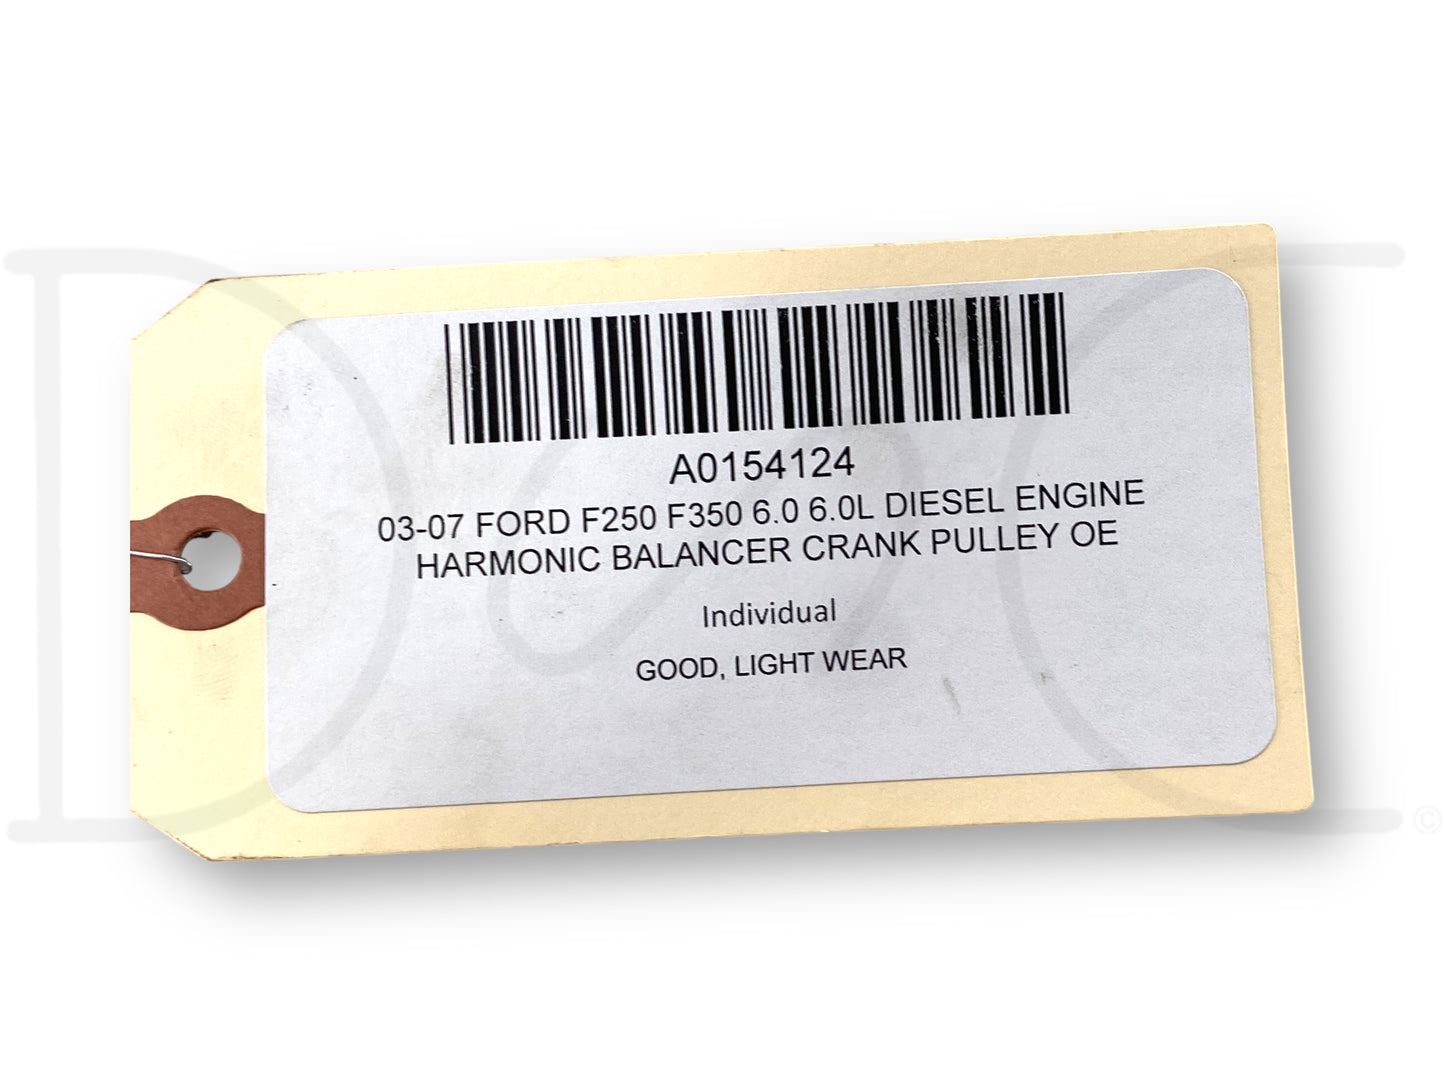 A0154124
03-07 FORD F250 F350 6.0 6.0L DIESEL ENGINE
HARMONIC BALANCER CRANK PULLEY OE
Individual
GOOD, LIGHT WEAR
©